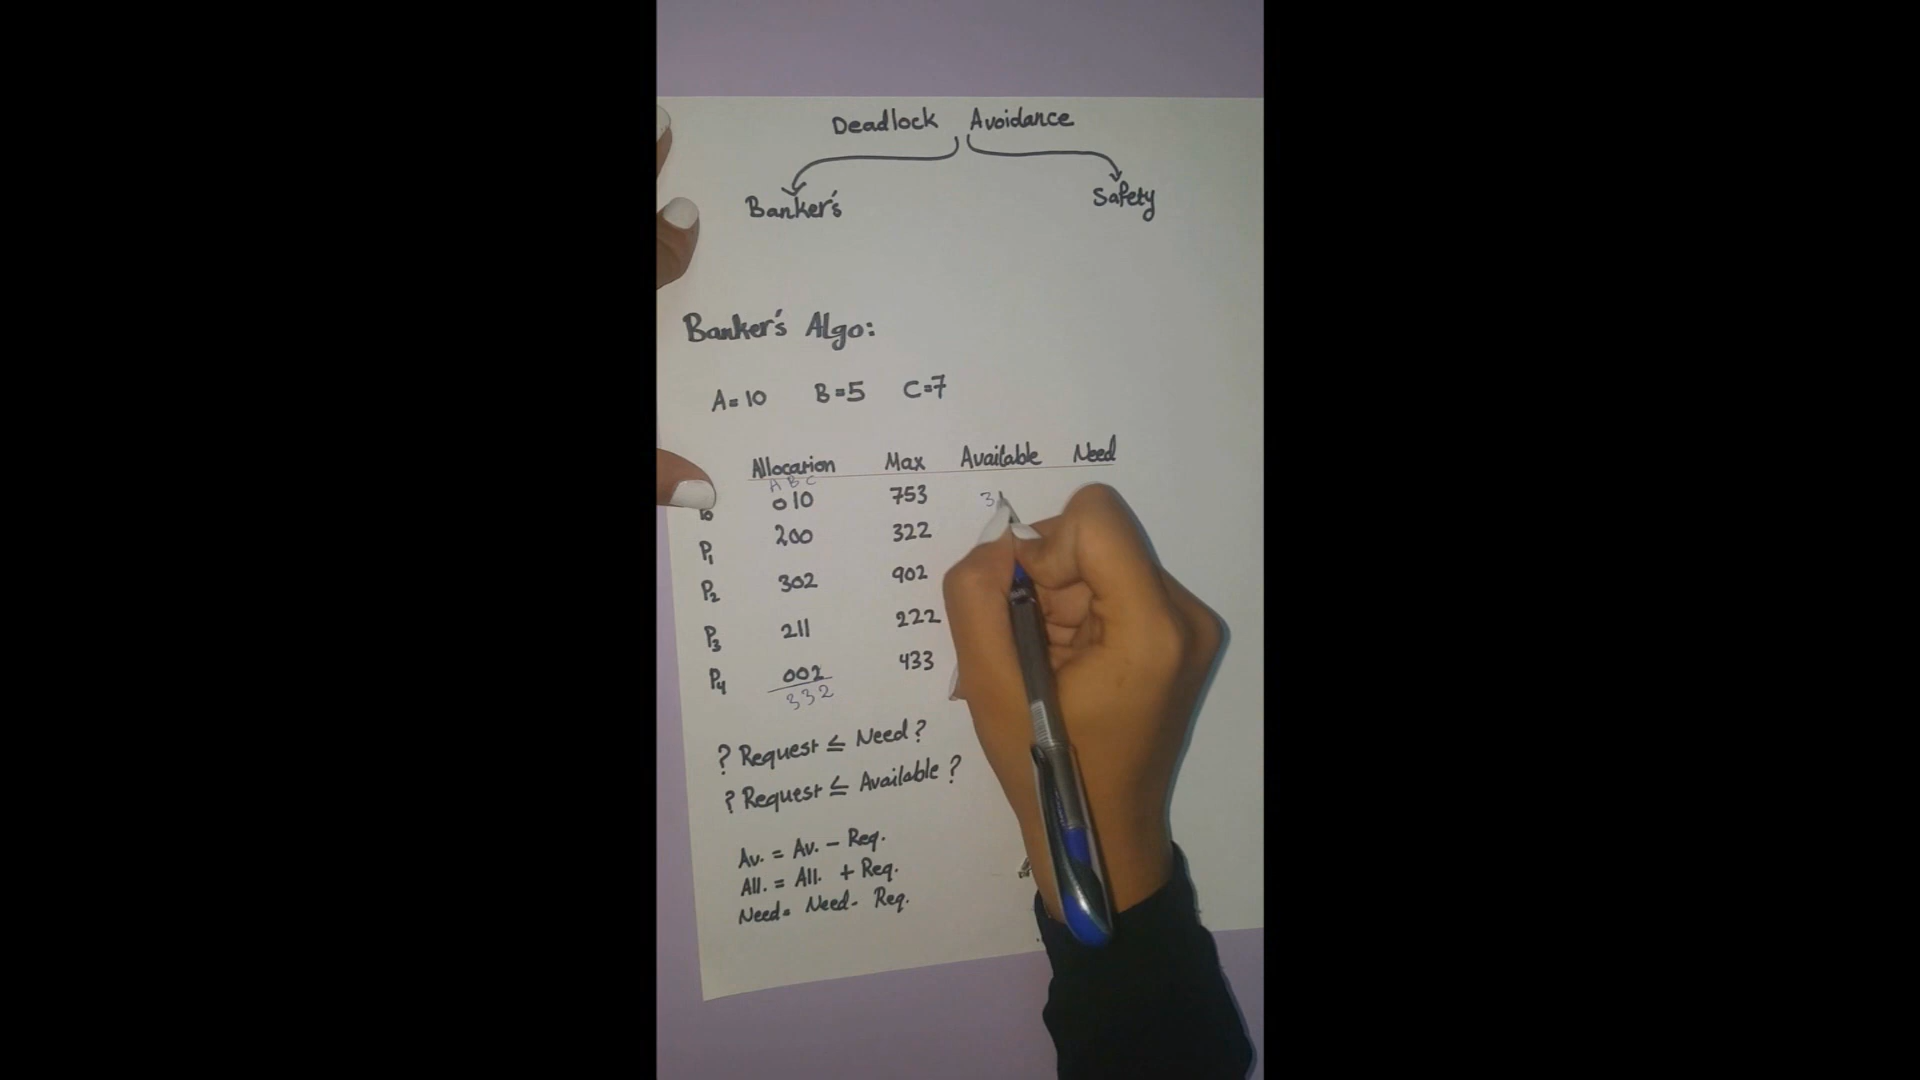 Deadlock Avoidance
Banker's Safety
Banker's Algo:
A=10 B=5 C=7
Allocation Max Available Need
A B C
010 753 3
P1 200 322
P2 302 902
P3 211 222
P4 002 433
332
? Request ≤ Need ?
? Request ≤ Available ?
Av. = Av. - Req.
All. = All. + Req.
Need= Need- Req.